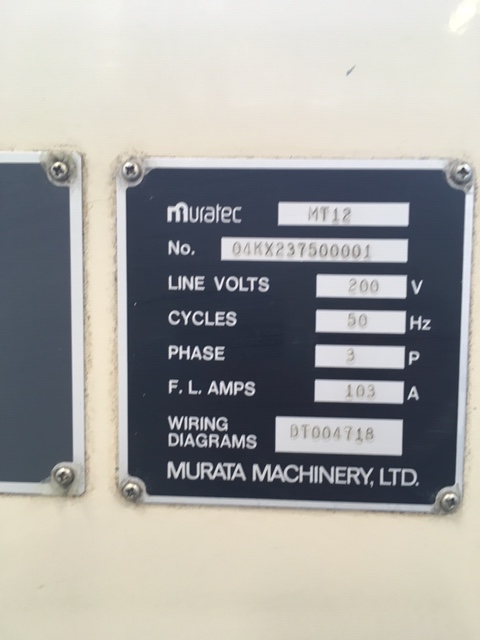 muratec MT12
No. 04KX237500001
LINE VOLTS 200 V
CYCLES 50 Hz
PHASE 3 P
F. L. AMPS 103 A
WIRING
DIAGRAMS DT004718
MURATA MACHINERY, LTD.